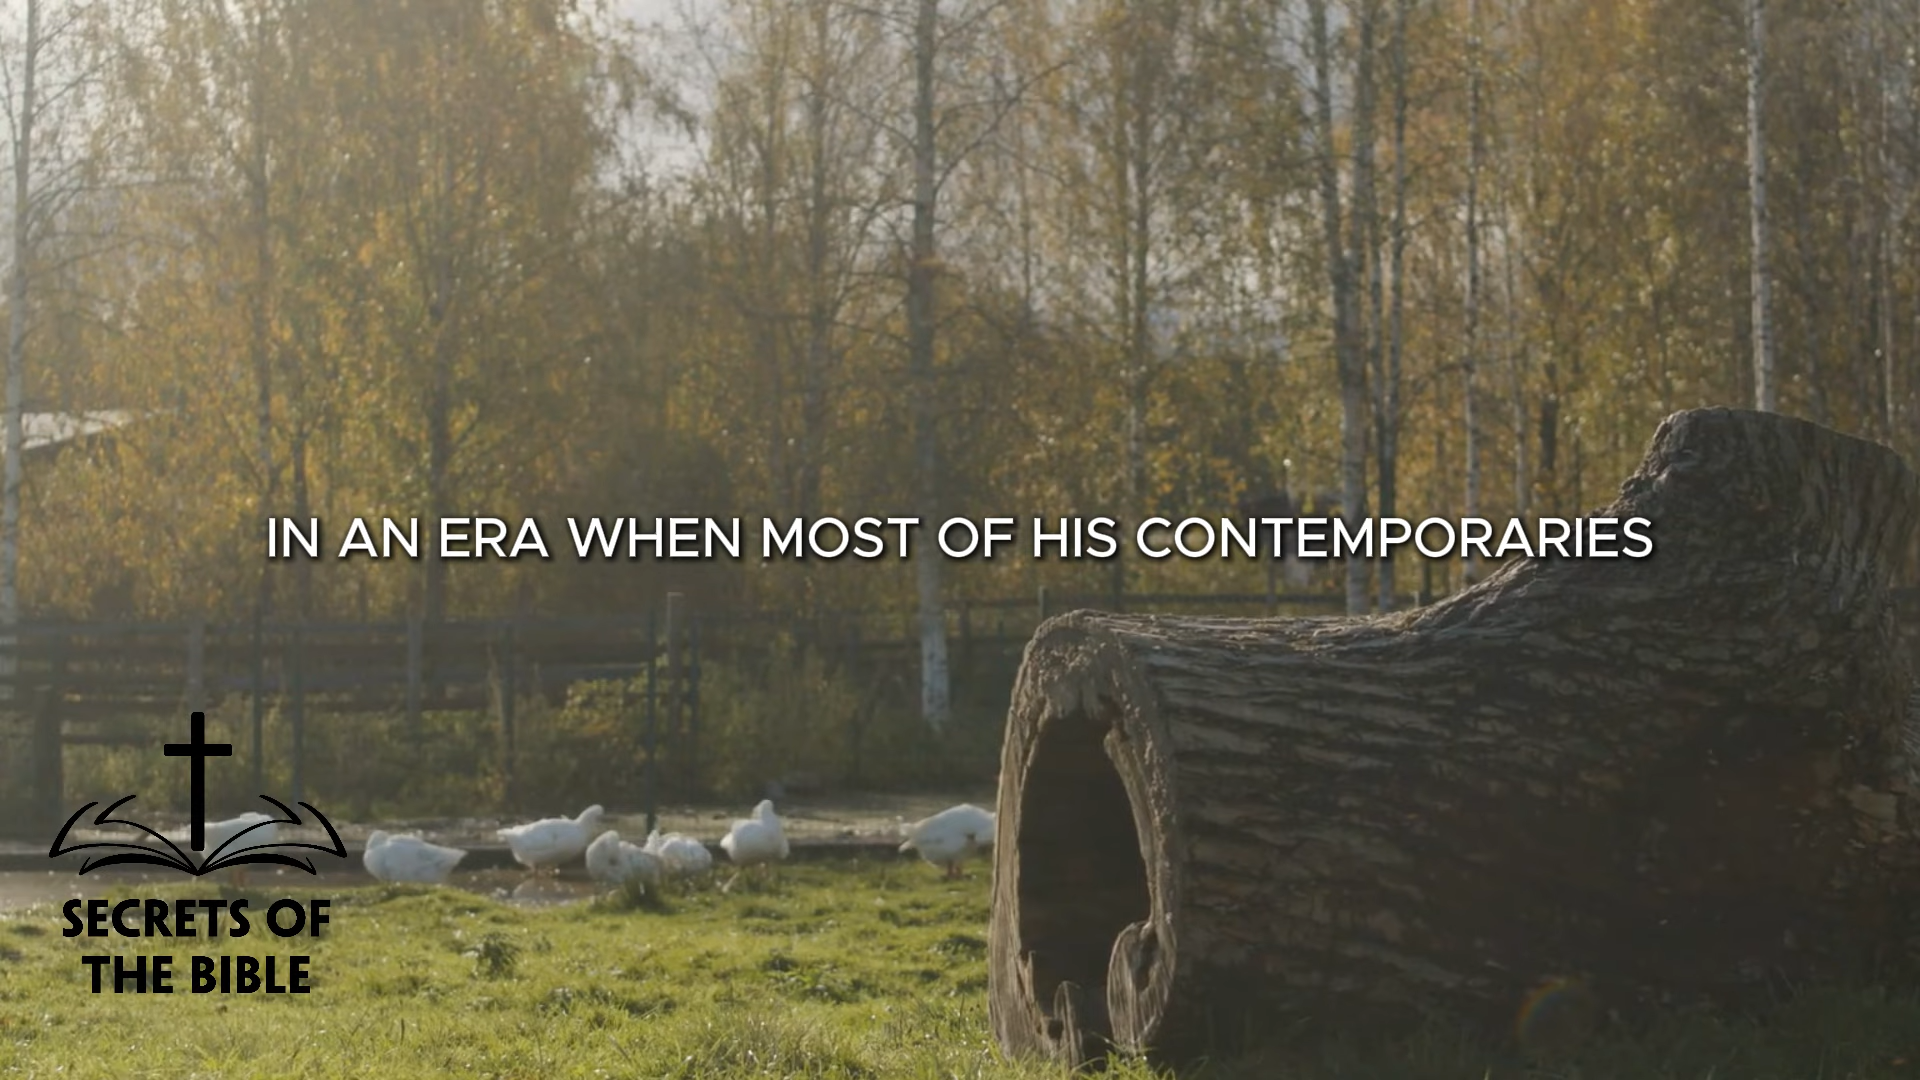 IN AN ERA WHEN MOST OF HIS CONTEMPORARIES
SECRETS OF
THE BIBLE